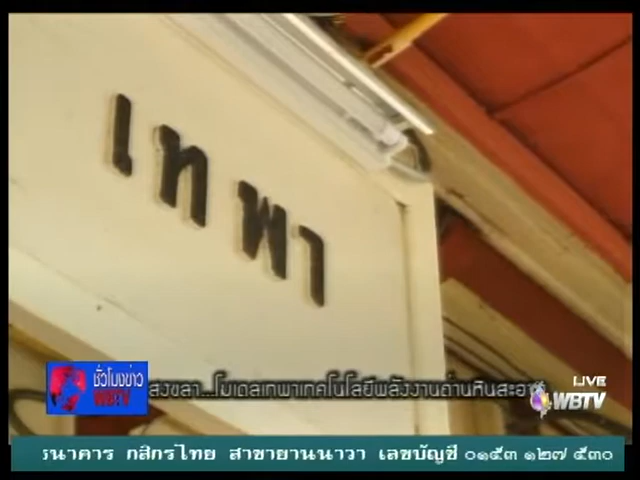 เทพา
ชั่วโมงข่าว
WBTV
สงขลา...โมเดลเทพาเทคโนโลยีพลังงานถ่านหินสะอาด
LIVE
WBTV
ธนาคาร กสิกรไทย สาขายานนาวา เลขบัญชี ๐๑๕๓ ๑๒๗ ๕๓๐